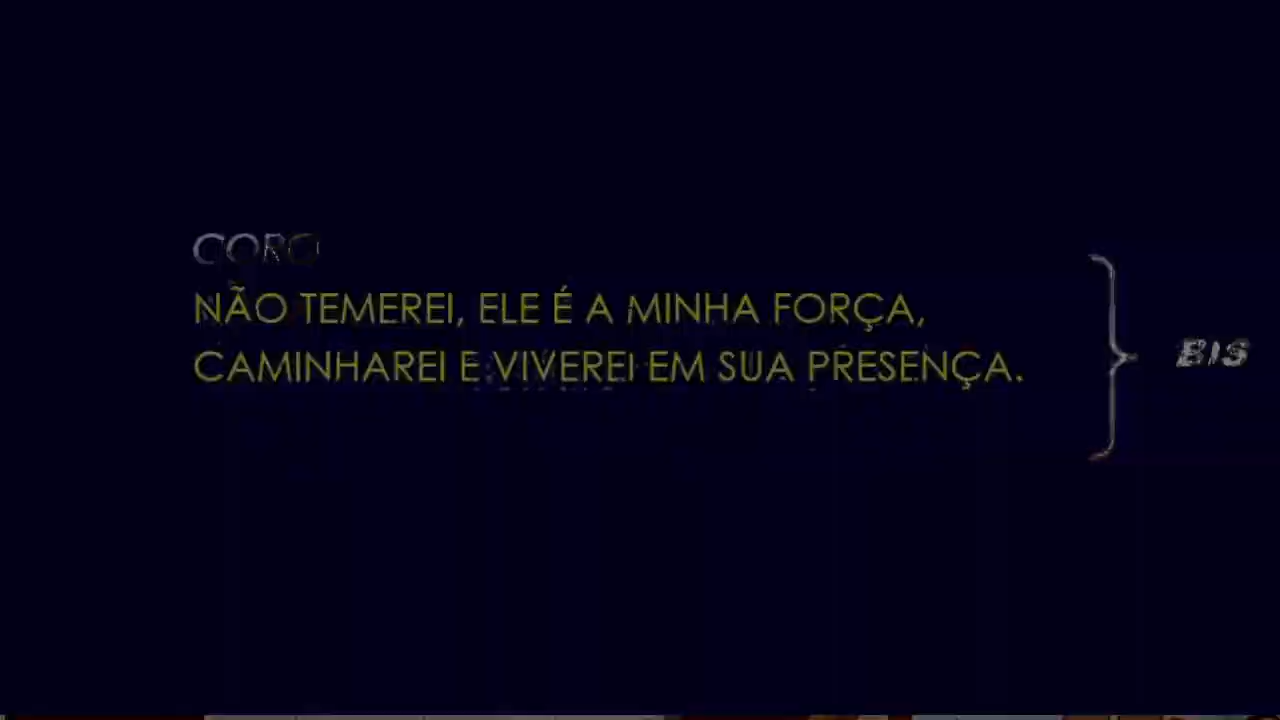 CORO
NÃO TEMEREI, ELE É A MINHA FORÇA,
CAMINHAREI E VIVEREI EM SUA PRESENÇA.
BIS